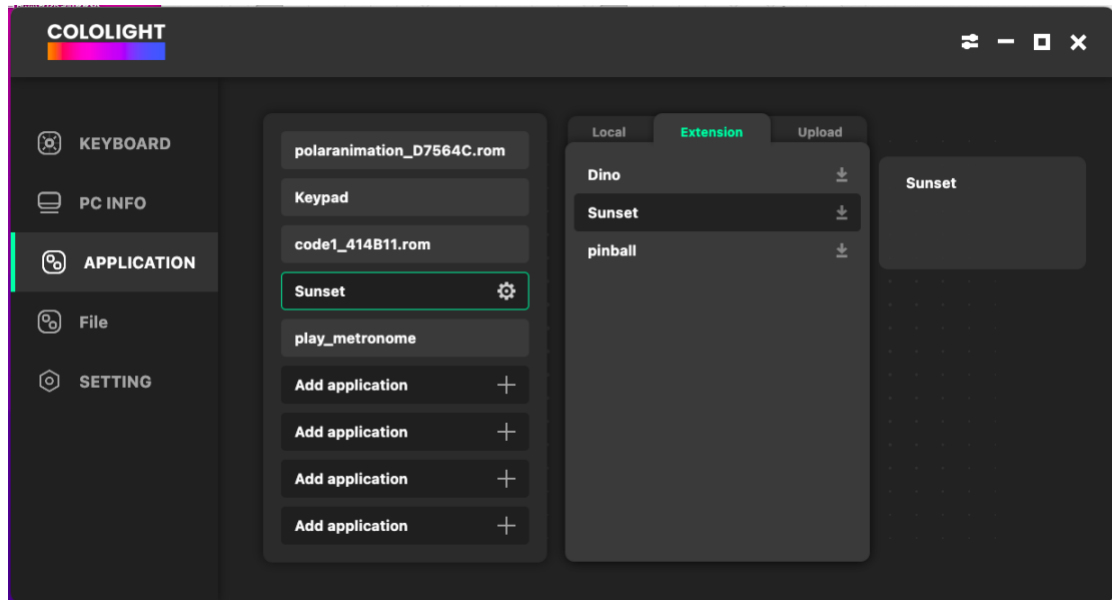 COLOLIGHT
KEYBOARD
PC INFO
APPLICATION
File
SETTING
polaranimation_D7564C.rom
Keypad
code1_414B11.rom
Sunset
play_metronome
Add application
Add application
Add application
Add application
Local Extension Upload
Dino
Sunset
pinball
Sunset